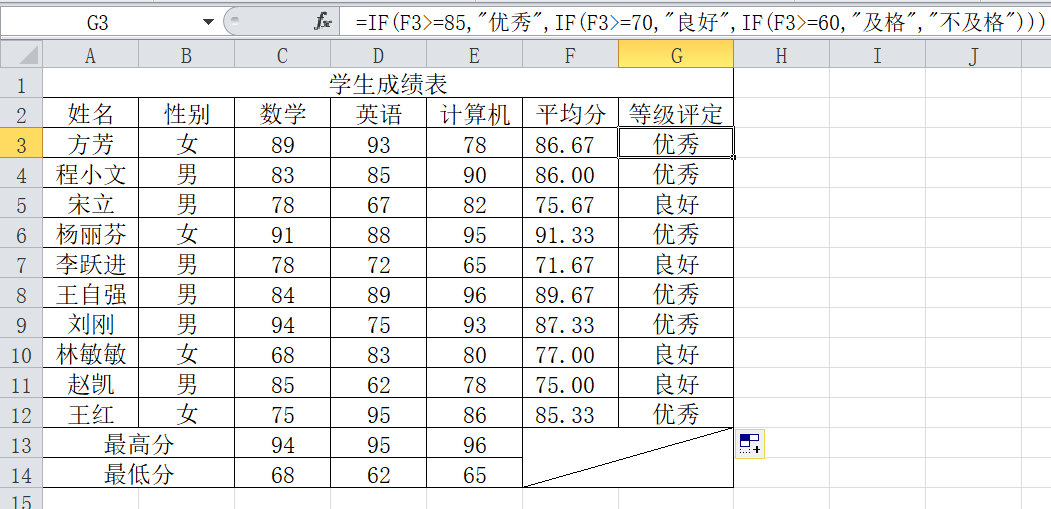 G3 fx =IF(F3>=85,"优秀",IF(F3>=70,"良好",IF(F3>=60,"及格","不及格")))
A B C D E F G H I J
1 学生成绩表
2 姓名 性别 数学 英语 计算机 平均分 等级评定
3 方芳 女 89 93 78 86.67 优秀
4 程小文 男 83 85 90 86.00 优秀
5 宋立 男 78 67 82 75.67 良好
6 杨丽芬 女 91 88 95 91.33 优秀
7 李跃进 男 78 72 65 71.67 良好
8 王自强 男 84 89 96 89.67 优秀
9 刘刚 男 94 75 93 87.33 优秀
10 林敏敏 女 68 83 80 77.00 良好
11 赵凯 男 85 62 78 75.00 良好
12 王红 女 75 95 86 85.33 优秀
13 最高分 94 95 96
14 最低分 68 62 65
15